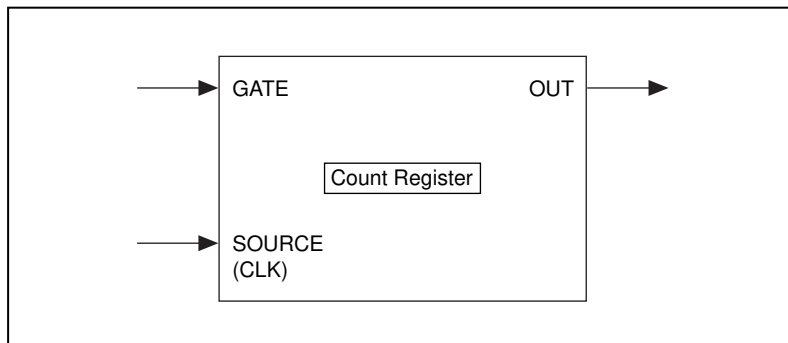 GATE
OUT
Count Register
SOURCE
(CLK)